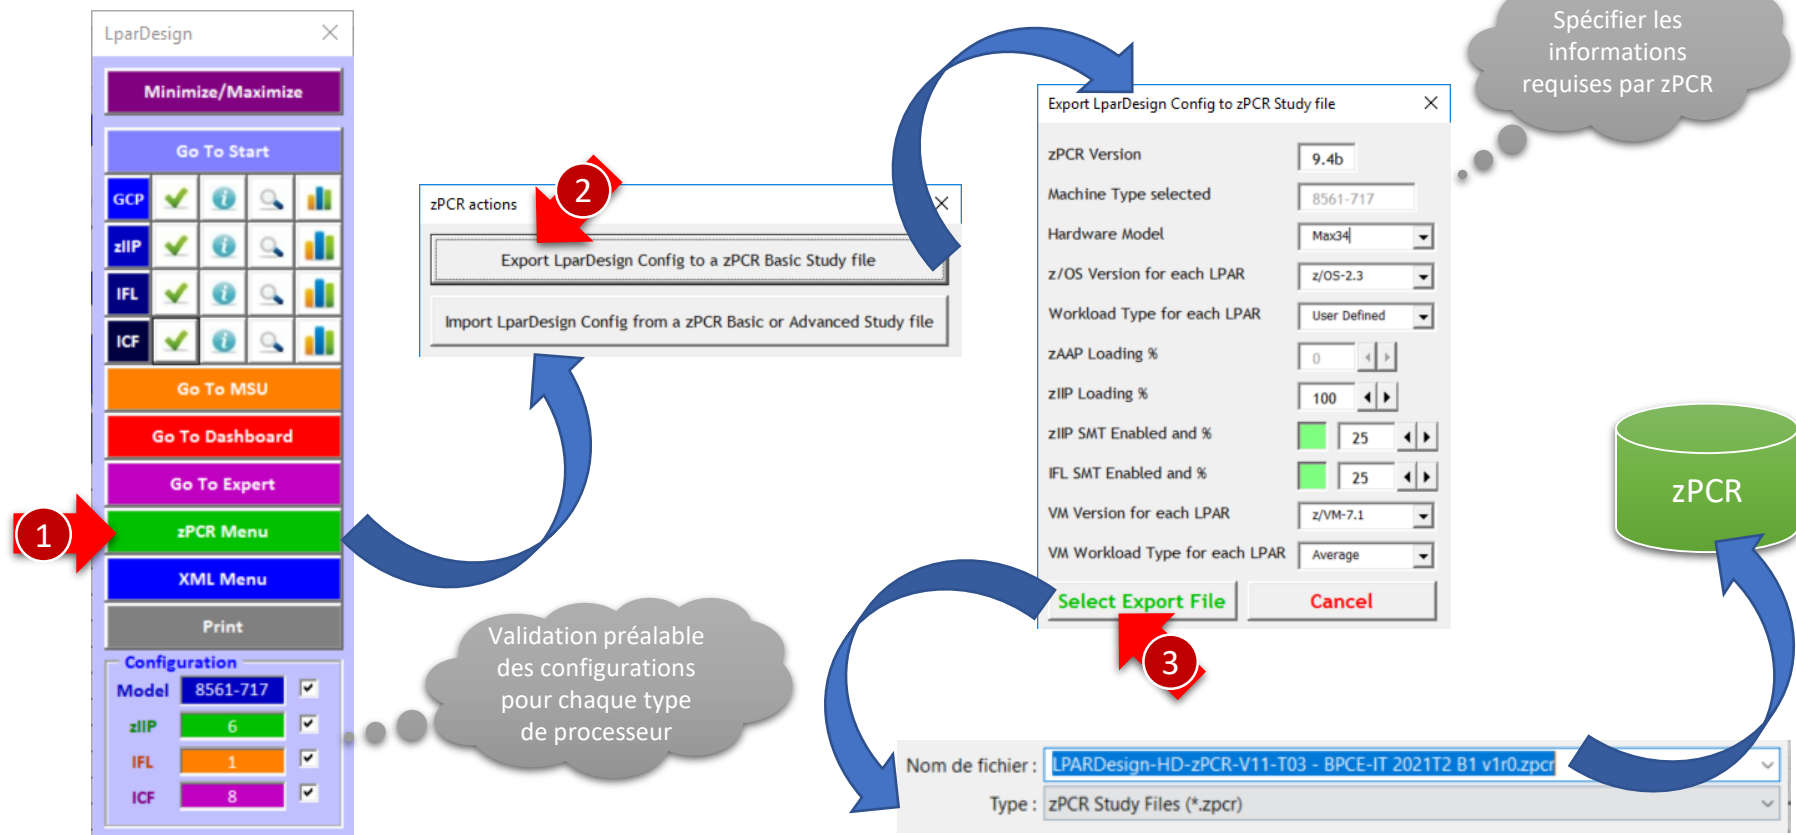 LparDesign
Minimize/Maximize
Go To Start
GCP
zIIP
IFL
ICF
Go To MSU
Go To Dashboard
Go To Expert
1
zPCR Menu
XML Menu
Print
Configuration
Model 8561-717
zIIP 6
IFL 1
ICF 8
Validation préalable
des configurations
pour chaque type
de processeur
2
zPCR actions
Export LparDesign Config to a zPCR Basic Study file
Import LparDesign Config from a zPCR Basic or Advanced Study file
Spécifier les
informations
requises par zPCR
Export LparDesign Config to zPCR Study file
zPCR Version 9.4b
Machine Type selected 8561-717
Hardware Model Max34
z/OS Version for each LPAR z/OS-2.3
Workload Type for each LPAR User Defined
zAAP Loading % 0
zIIP Loading % 100
zIIP SMT Enabled and % 25
IFL SMT Enabled and % 25
VM Version for each LPAR z/VM-7.1
VM Workload Type for each LPAR Average
Select Export File Cancel
3
zPCR
Nom de fichier : LPARDesign-HD-zPCR-V11-T03 - BPCE-IT 2021T2 B1 v1r0.zpcr
Type : zPCR Study Files (*.zpcr)